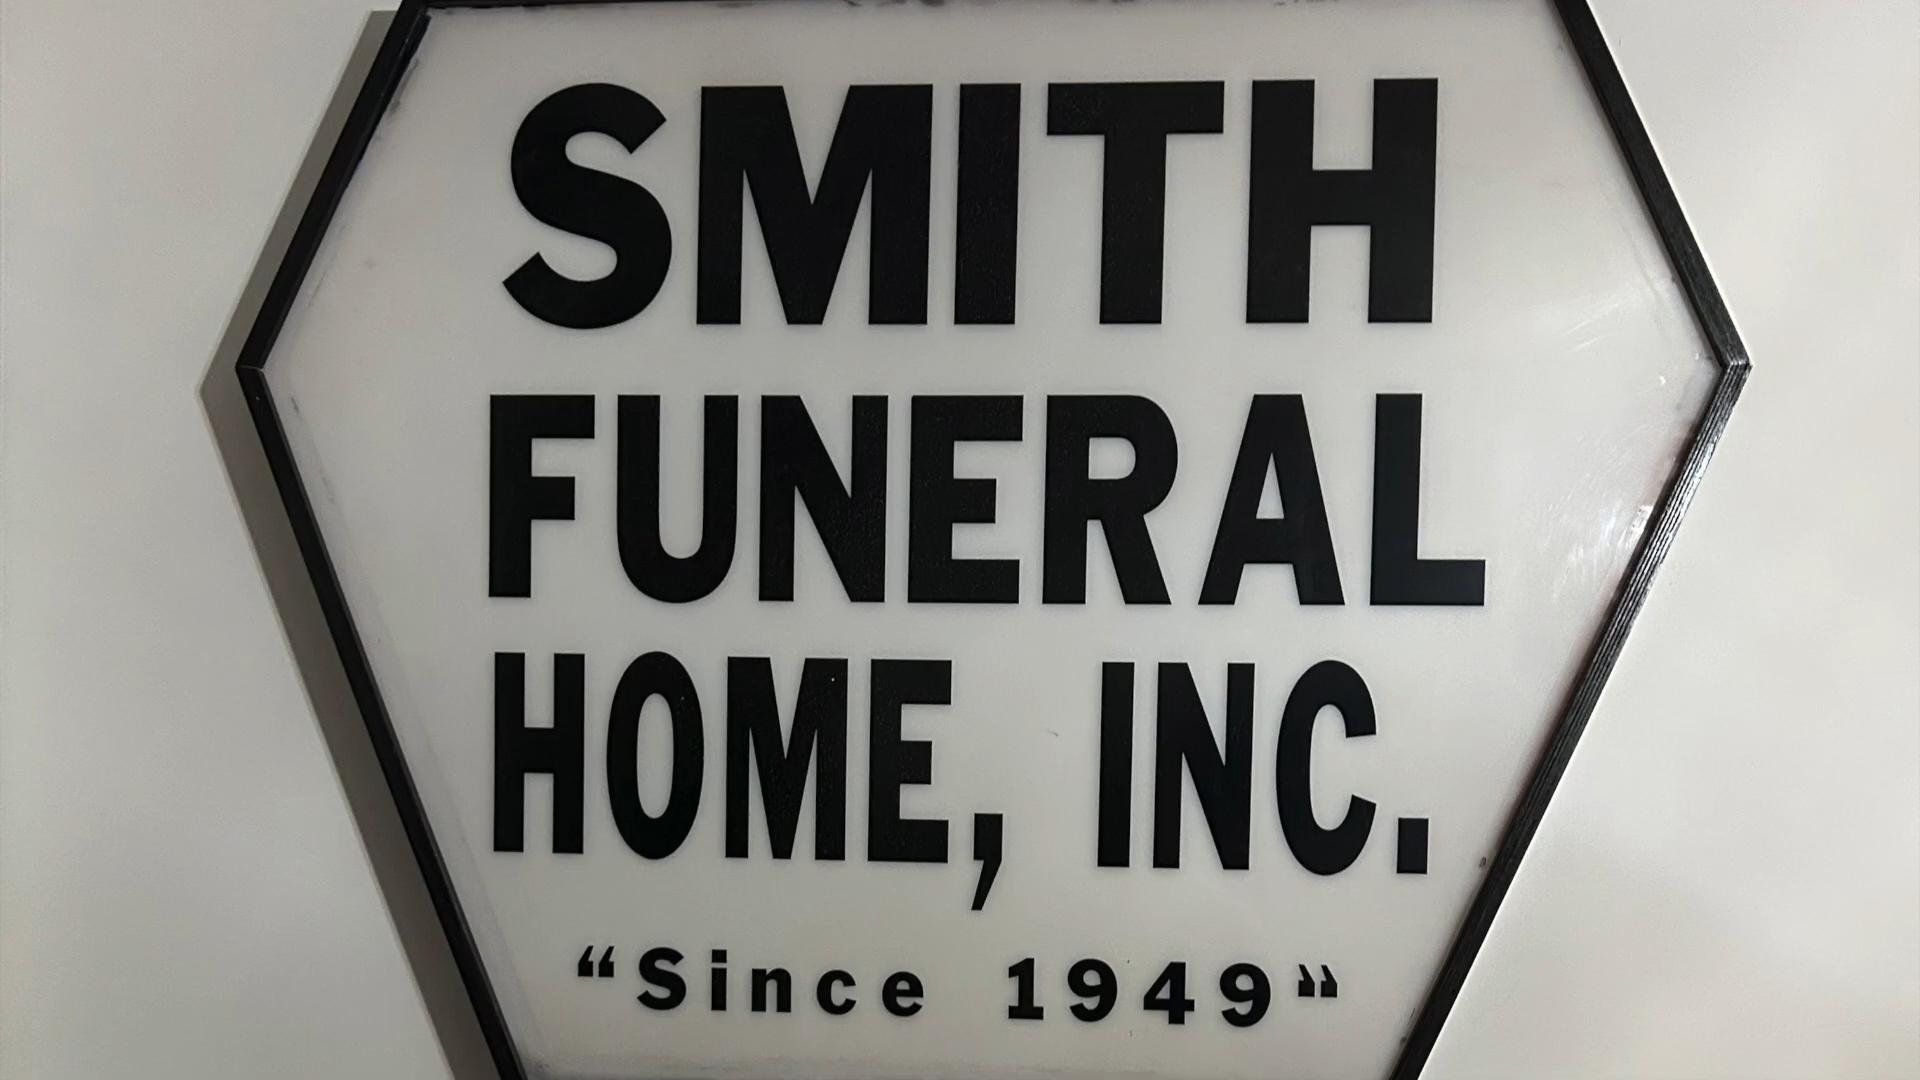 SMITH
FUNERAL
HOME, INC.
“Since 1949”